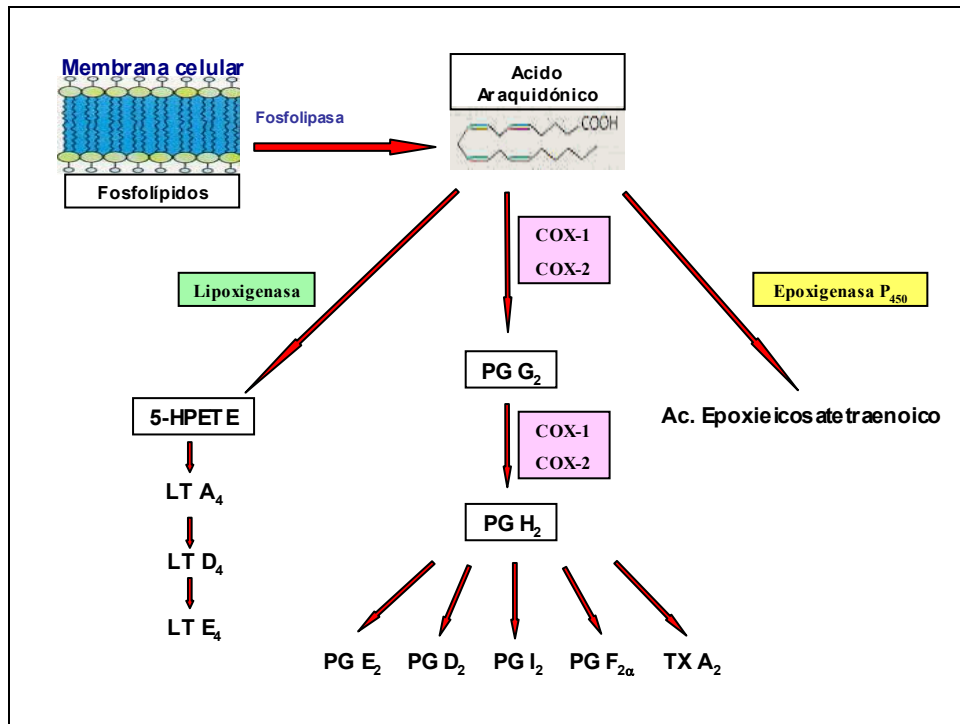 Membrana celular
Fosfolípidos
Fosfolipasa
Acido
Araquidónico
COOH
Lipoxigenasa
COX-1
COX-2
Epoxigenasa P450
5-HPETE
LT A4
LT D4
LT E4
PG G2
COX-1
COX-2
PG H2
Ac. Epoxieicosatetraenoico
PG E2
PG D2
PG I2
PG F2α
TX A2